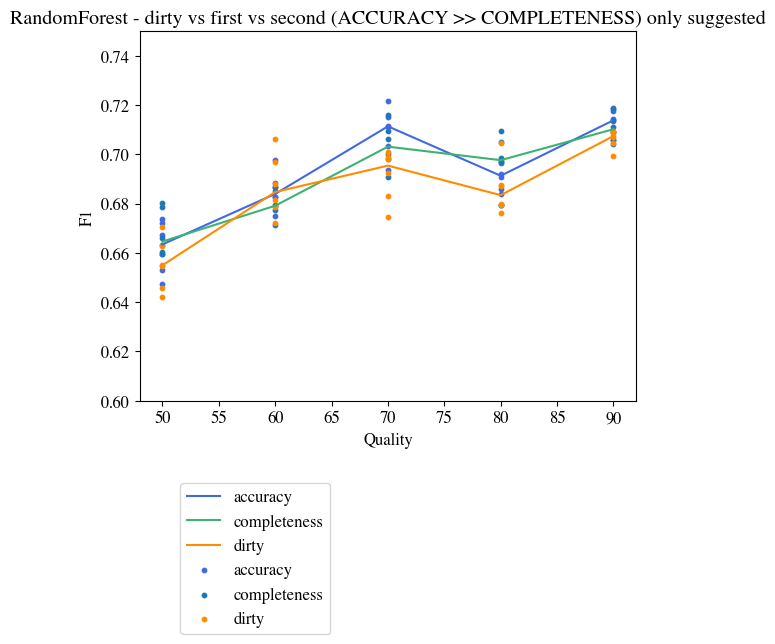 RandomForest - dirty vs first vs second (ACCURACY >> COMPLETENESS) only suggested
0.74
0.72
0.70
0.68
0.66
0.64
0.62
0.60
F1
50 55 60 65 70 75 80 85 90
Quality
accuracy
completeness
dirty
accuracy
completeness
dirty